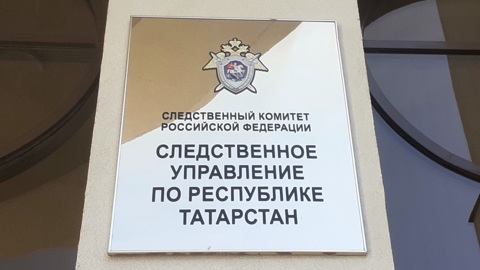 СЛЕДСТВЕННЫЙ КОМИТЕТ
РОССИЙСКОЙ ФЕДЕРАЦИИ
СЛЕДСТВЕННОЕ
УПРАВЛЕНИЕ
ПО РЕСПУБЛИКЕ
ТАТАРСТАН